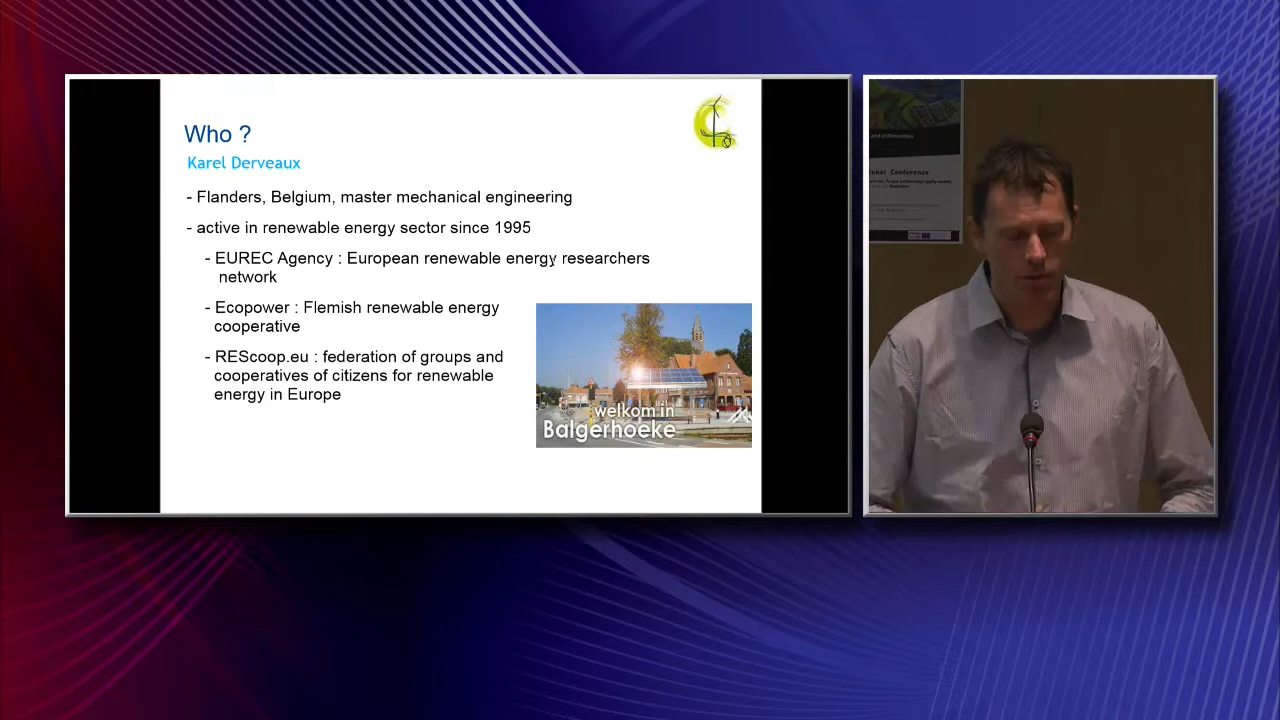 Who ?
Karel Derveaux
- Flanders, Belgium, master mechanical engineering
- active in renewable energy sector since 1995
- EUREC Agency : European renewable energy researchers
network
- Ecopower : Flemish renewable energy
cooperative
- REScoop.eu : federation of groups and
cooperatives of citizens for renewable
energy in Europe
welkom in
Balgerhoeke
onal Conference